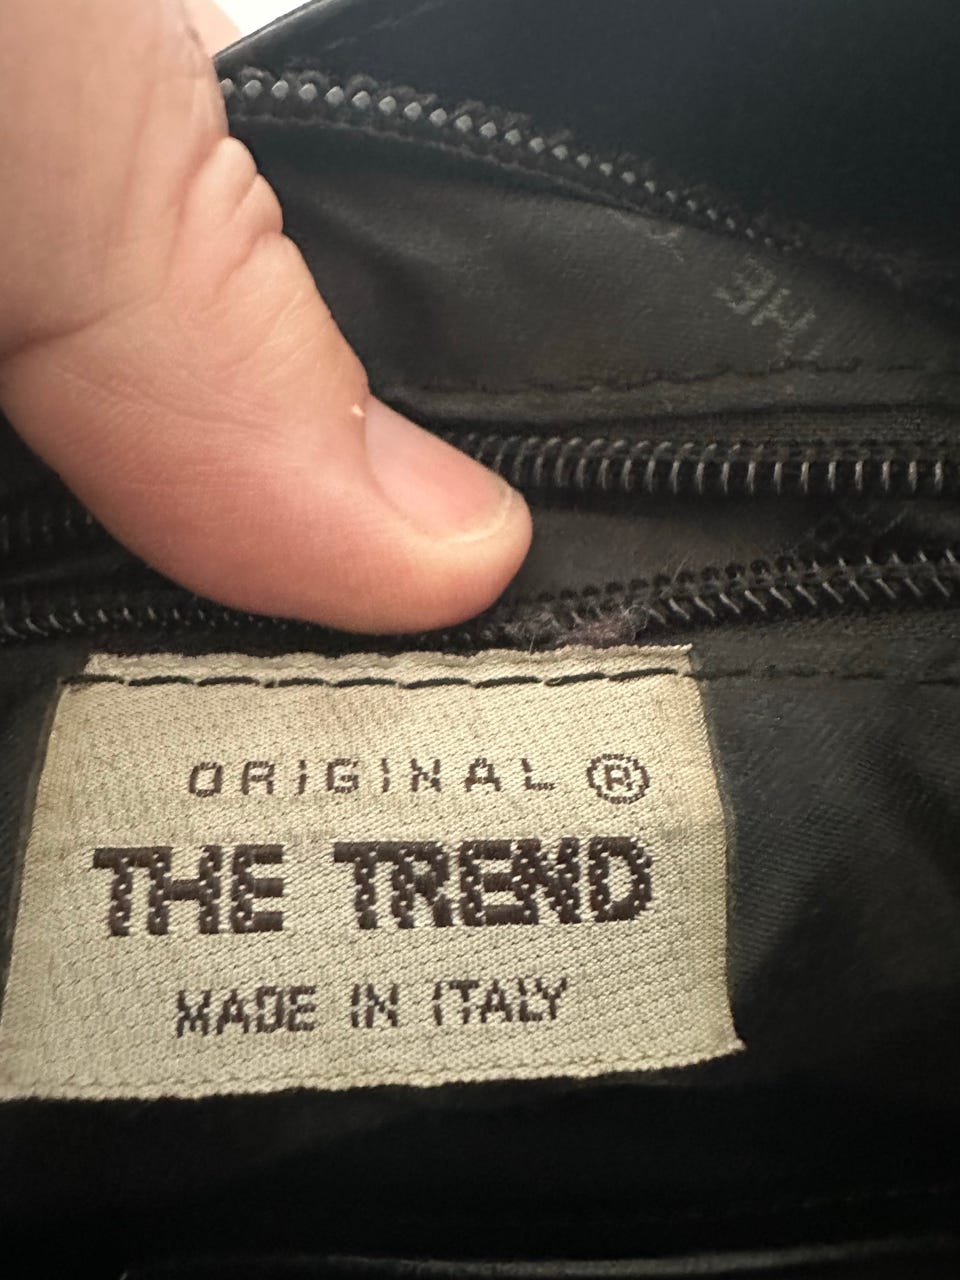 ORIGINAL ®
THE TREND
MADE IN ITALY